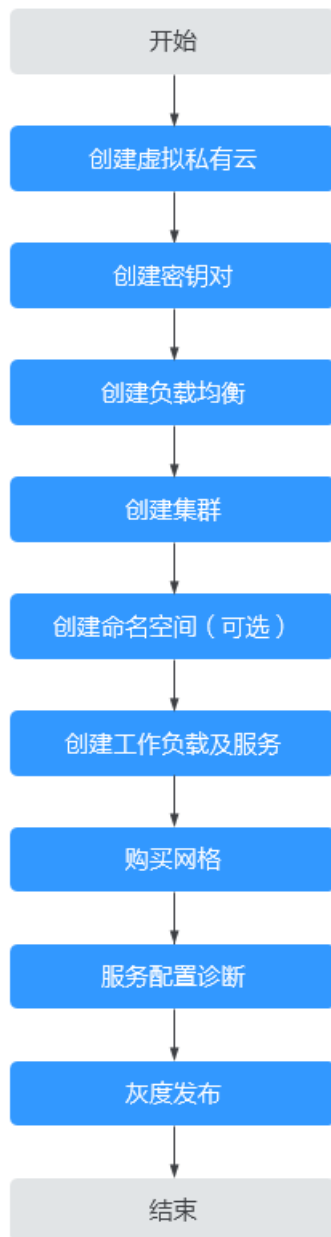 开始
创建虚拟私有云
创建密钥对
创建负载均衡
创建集群
创建命名空间（可选）
创建工作负载及服务
购买网格
服务配置诊断
灰度发布
结束